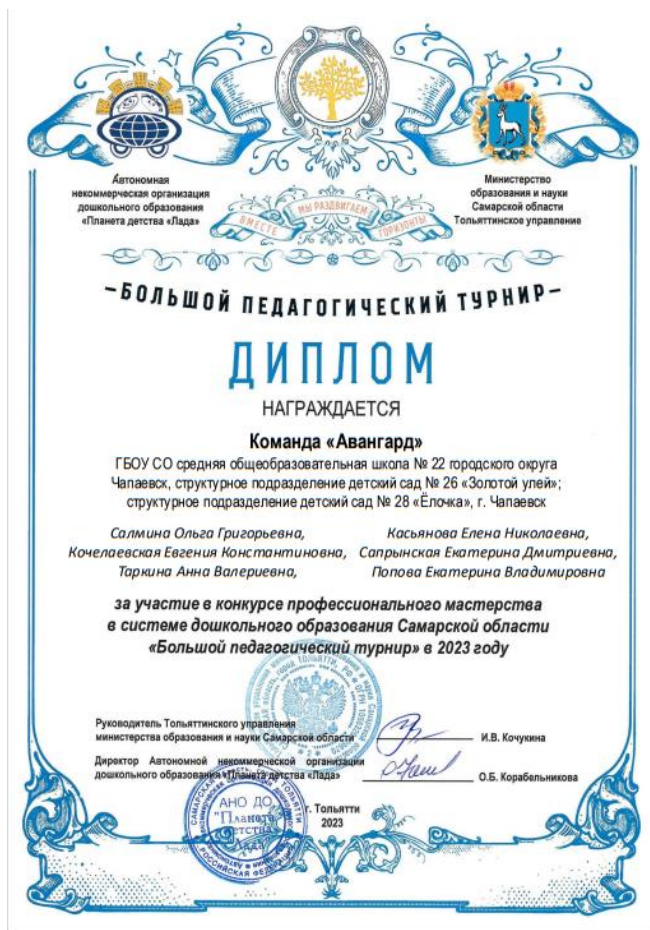 Автономная
некоммерческая организация
дошкольного образования
«Планета детства «Лада»
Министерство
образования и науки
Самарской области
Тольяттинское управление
ВМЕСТЕ
МЫ РАЗДВИГАЕМ
ГОРИЗОНТЫ
–БОЛЬШОЙ ПЕДАГОГИЧЕСКИЙ ТУРНИР–
ДИПЛОМ
НАГРАЖДАЕТСЯ
Команда «Авангард»
ГБОУ СО средняя общеобразовательная школа № 22 городского округа
Чапаевск, структурное подразделение детский сад № 26 «Золотой улей»;
структурное подразделение детский сад № 28 «Ёлочка», г. Чапаевск
Салмина Ольга Григорьевна, Касьянова Елена Николаевна,
Кочелаевская Евгения Константиновна, Сапрынская Екатерина Дмитриевна,
Таркина Анна Валериевна, Попова Екатерина Владимировна
за участие в конкурсе профессионального мастерства
в системе дошкольного образования Самарской области
«Большой педагогический турнир» в 2023 году
Руководитель Тольяттинского управления
министерства образования и науки Самарской области И.В. Кочукина
Директор Автономной некоммерческой организации
дошкольного образования «Планета детства «Лада» О.Б. Корабельникова
АНО ДО
"Планета
детства
Лада"
РОССИЙСКАЯ ФЕДЕРАЦИЯ
г. Тольятти
2023